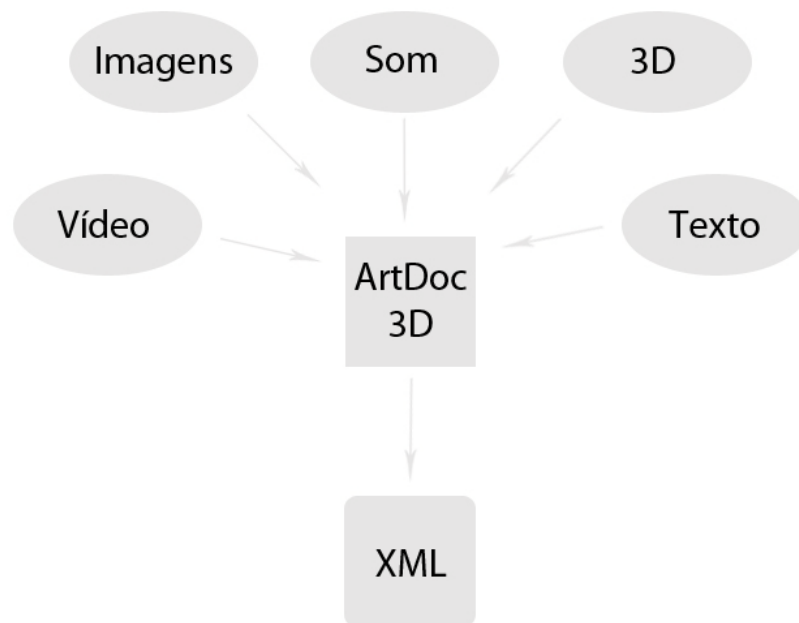 Imagens
Som
3D
Vídeo
Texto
ArtDoc
3D
XML